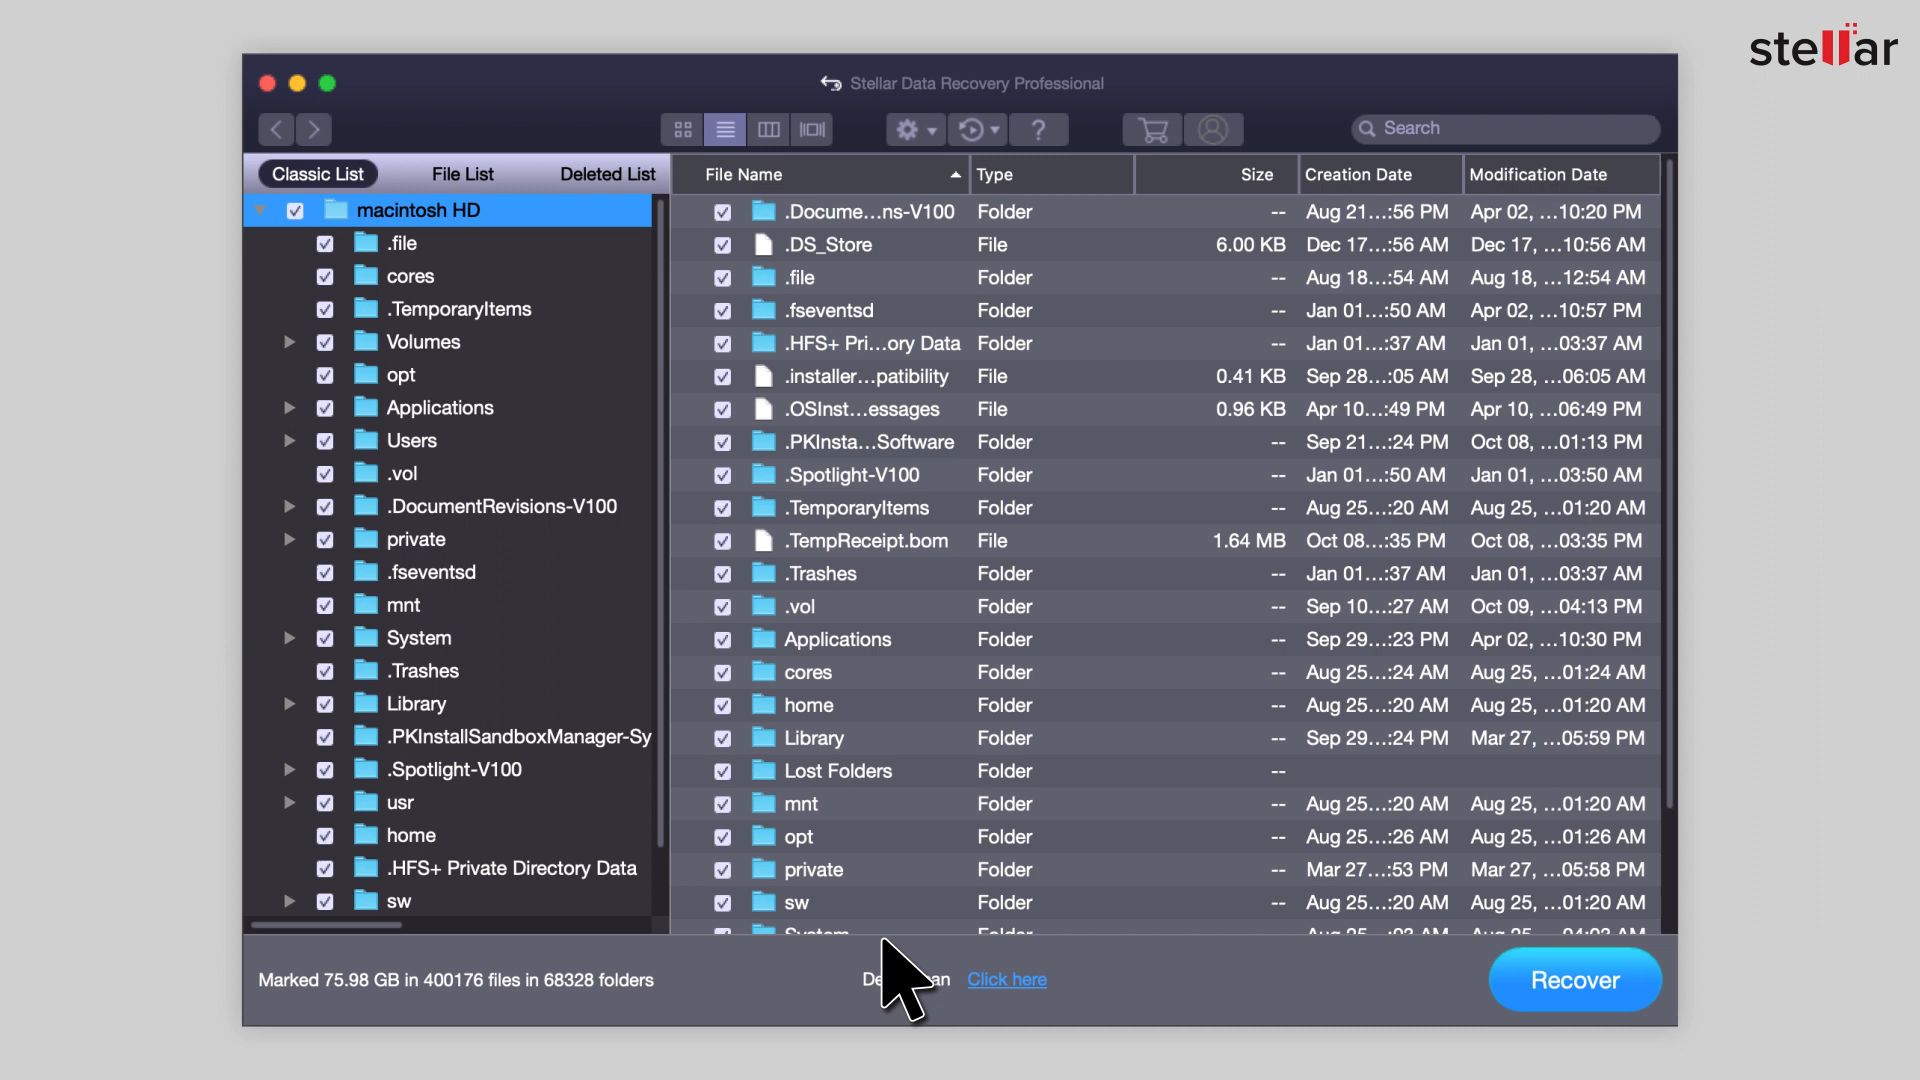 stellar
Stellar Data Recovery Professional
Search
Classic List File List Deleted List
File Name Type Size Creation Date Modification Date
macintosh HD
.file
cores
.TemporaryItems
Volumes
opt
Applications
Users
.vol
.DocumentRevisions-V100
private
.fseventsd
mnt
System
.Trashes
Library
.PKInstallSandboxManager-Sy
.Spotlight-V100
usr
home
.HFS+ Private Directory Data
sw
.Docume...ns-V100 Folder -- Aug 21...:56 PM Apr 02, ...10:20 PM
.DS_Store File 6.00 KB Dec 17...:56 AM Dec 17, ...10:56 AM
.file Folder -- Aug 18...:54 AM Aug 18, ...12:54 AM
.fseventsd Folder -- Jan 01...:50 AM Apr 02, ...10:57 PM
.HFS+ Pri...ory Data Folder -- Jan 01...:37 AM Jan 01, ...03:37 AM
.installer...patibility File 0.41 KB Sep 28...:05 AM Sep 28, ...06:05 AM
.OSInst...essages File 0.96 KB Apr 10...:49 PM Apr 10, ...06:49 PM
.PKInsta...Software Folder -- Sep 21...:24 PM Oct 08, ...01:13 PM
.Spotlight-V100 Folder -- Jan 01...:50 AM Jan 01, ...03:50 AM
.TemporaryItems Folder -- Aug 25...:20 AM Aug 25, ...01:20 AM
.TempReceipt.bom File 1.64 MB Oct 08...:35 PM Oct 08, ...03:35 PM
.Trashes Folder -- Jan 01...:37 AM Jan 01, ...03:37 AM
.vol Folder -- Sep 10...:27 AM Oct 09, ...04:13 PM
Applications Folder -- Sep 29...:23 PM Apr 02, ...10:30 PM
cores Folder -- Aug 25...:24 AM Aug 25, ...01:24 AM
home Folder -- Aug 25...:20 AM Aug 25, ...01:20 AM
Library Folder -- Sep 29...:24 PM Mar 27, ...05:59 PM
Lost Folders Folder --
mnt Folder -- Aug 25...:20 AM Aug 25, ...01:20 AM
opt Folder -- Aug 25...:26 AM Aug 25, ...01:26 AM
private Folder -- Mar 27...:53 PM Mar 27, ...05:58 PM
sw Folder -- Aug 25...:20 AM Aug 25, ...01:20 AM
System Folder
Marked 75.98 GB in 400176 files in 68328 folders
Click here
Recover